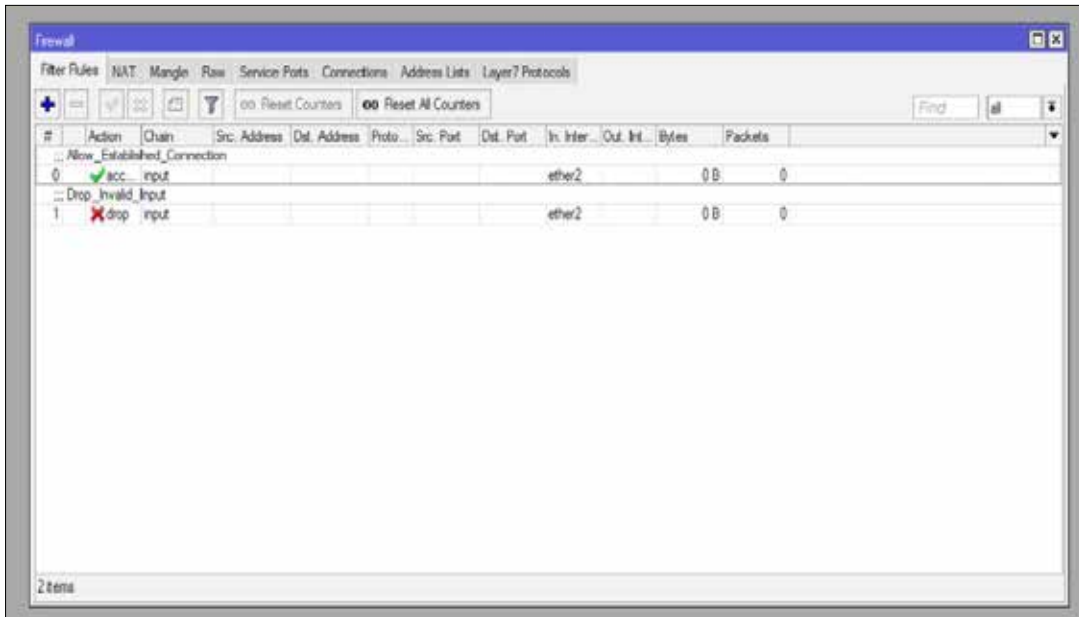 Firewall
Filter Rules NAT Mangle Raw Service Ports Connections Address Lists Layer7 Protocols
oo Reset Counters oo Reset All Counters Find all
# Action Chain Src. Address Dst. Address Proto... Src. Port Dst. Port In. Inter... Out. Int... Bytes Packets
;;; Allow_Established_Connection
0 acc... input ether2 0 B 0
;;; Drop_Invalid_Input
1 drop input ether2 0 B 0
2 items